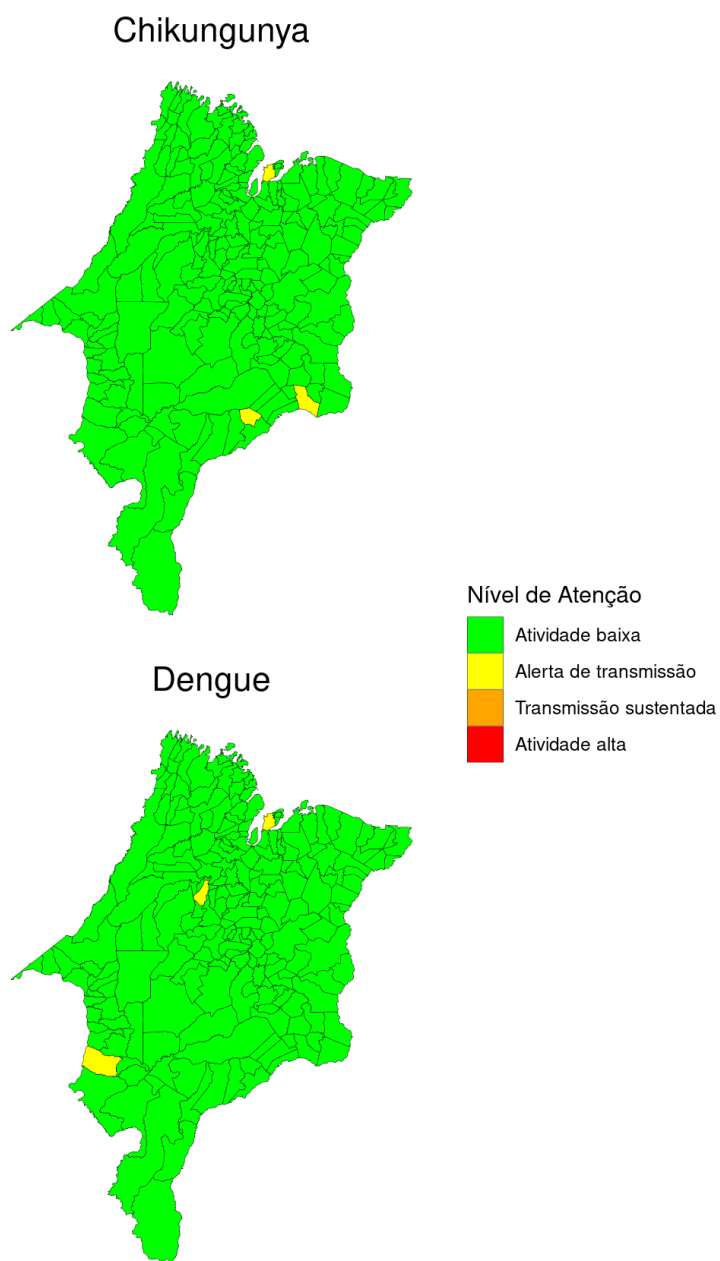 Chikungunya
Nível de Atenção
Atividade baixa
Alerta de transmissão
Transmissão sustentada
Atividade alta
Dengue